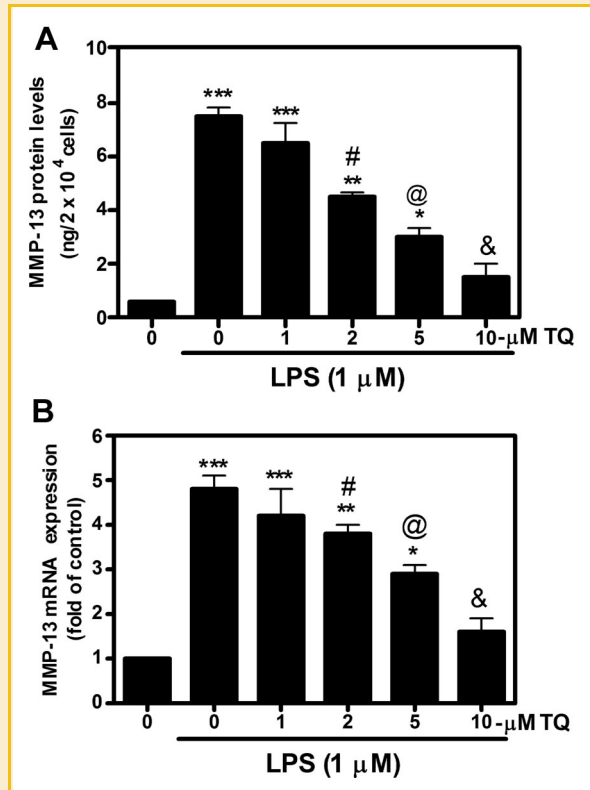 A
MMP-13 protein levels
(ng/2 x 10⁴ cells)
10
8
6
4
2
0
***
***
#
**
@
*
&
0 0 1 2 5 10-μM TQ
LPS (1 μM)
B
MMP-13 mRNA expression
(fold of control)
6
5
4
3
2
1
0
***
***
#
**
@
*
&
0 0 1 2 5 10-μM TQ
LPS (1 μM)